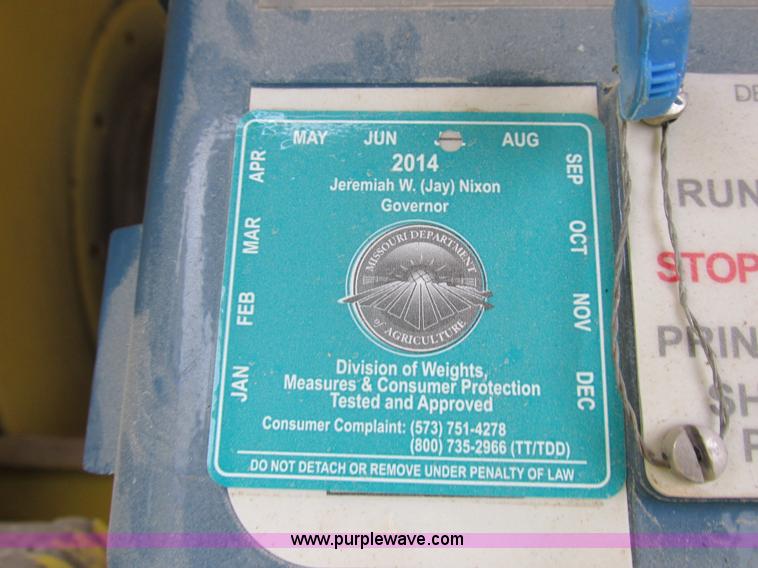 MAY JUN AUG
APR
MAR
FEB
JAN
SEP
OCT
NOV
DEC
2014
Jeremiah W. (Jay) Nixon
Governor
MISSOURI DEPARTMENT
of AGRICULTURE
Division of Weights,
Measures & Consumer Protection
Tested and Approved
Consumer Complaint: (573) 751-4278
(800) 735-2966 (TT/TDD)
DO NOT DETACH OR REMOVE UNDER PENALTY OF LAW
DE
RUN
STOP
PRIN
SH
www.purplewave.com